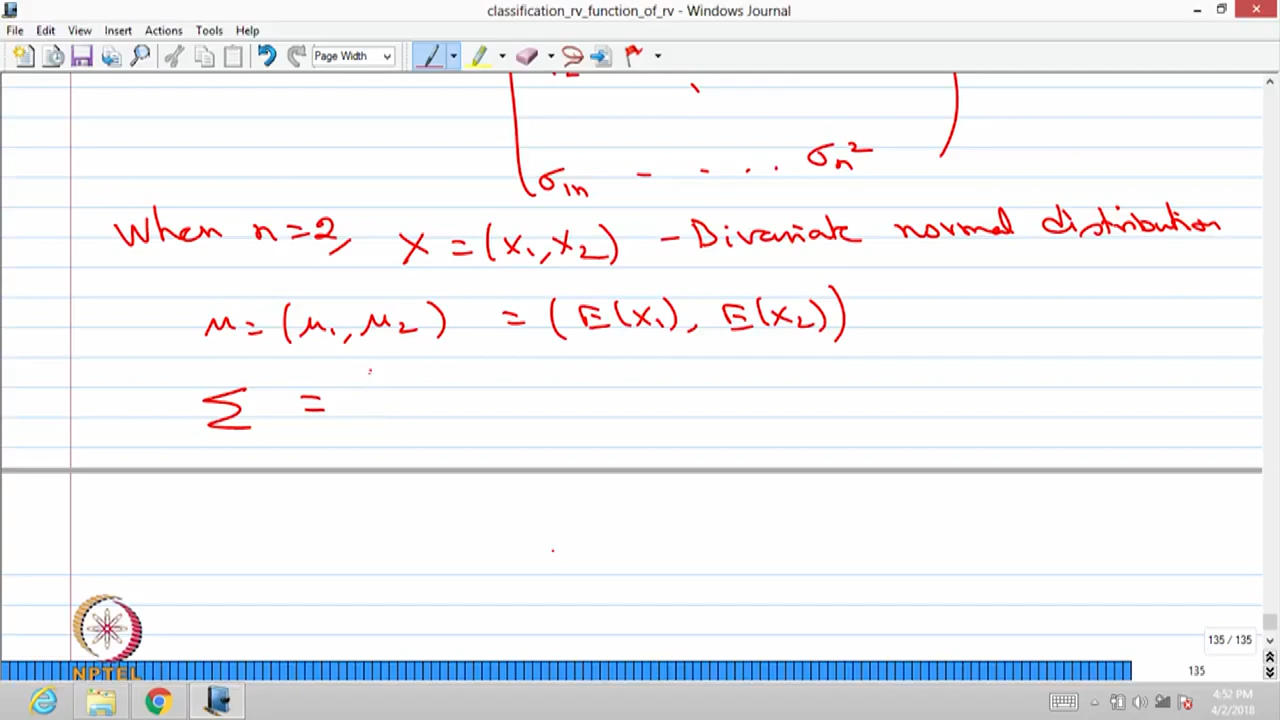 classification_rv_function_of_rv - Windows Journal
File Edit View Insert Actions Tools Help
Page Width
σn²
σ1n - - . . .
When n=2, X = (X1, X2) - Bivariate normal distribution
μ = (μ1, μ2) = (E(X1), E(X2))
Σ =
135 / 135
NPTEL
135
4:52 PM
4/2/2018